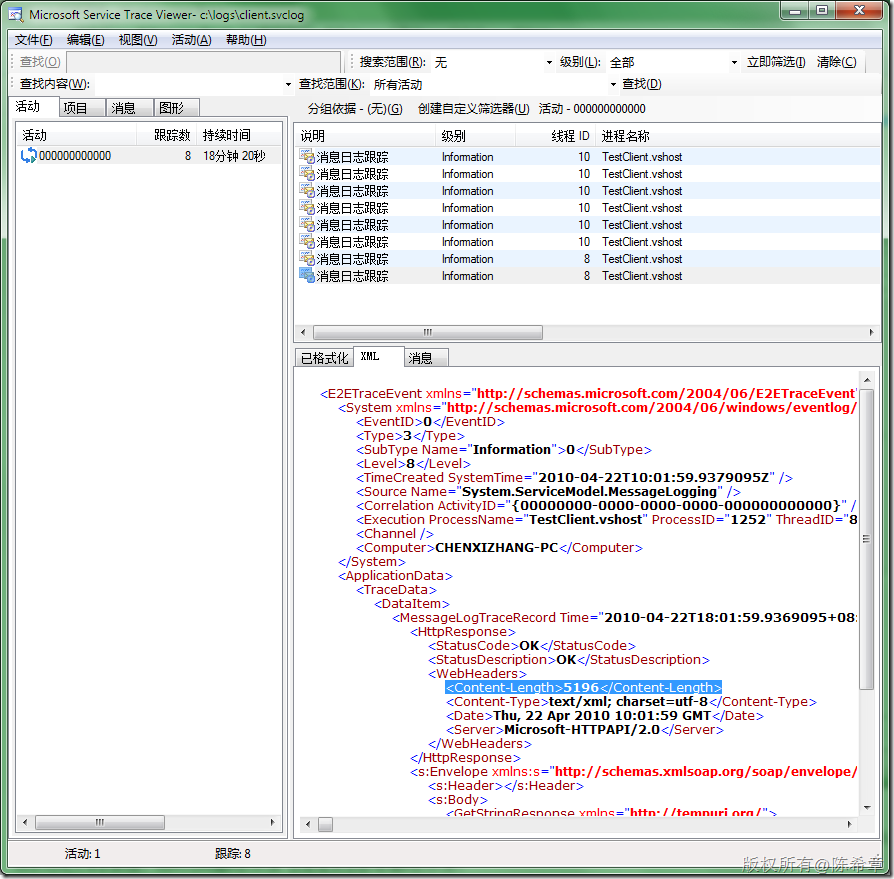 Microsoft Service Trace Viewer- c:\logs\client.svclog
文件(F) 编辑(E) 视图(V) 活动(A) 帮助(H)
查找(O) 搜索范围(R): 无 级别(L): 全部 立即筛选(I) 清除(C)
查找内容(W): 查找范围(K): 所有活动 查找(D)
活动 项目 消息 图形
分组依据 - (无)(G) 创建自定义筛选器(U) 活动 - 000000000000
活动 跟踪数 持续时间
000000000000 8 18分钟 20秒
说明 级别 线程 ID 进程名称
消息日志跟踪 Information 10 TestClient.vshost
消息日志跟踪 Information 10 TestClient.vshost
消息日志跟踪 Information 10 TestClient.vshost
消息日志跟踪 Information 10 TestClient.vshost
消息日志跟踪 Information 10 TestClient.vshost
消息日志跟踪 Information 10 TestClient.vshost
消息日志跟踪 Information 8 TestClient.vshost
消息日志跟踪 Information 8 TestClient.vshost
已格式化 XML 消息
<E2ETraceEvent xmlns="http://schemas.microsoft.com/2004/06/E2ETraceEvent"
<System xmlns="http://schemas.microsoft.com/2004/06/windows/eventlog/
<EventID>0</EventID>
<Type>3</Type>
<SubType Name="Information">0</SubType>
<Level>8</Level>
<TimeCreated SystemTime="2010-04-22T10:01:59.9379095Z" />
<Source Name="System.ServiceModel.MessageLogging" />
<Correlation ActivityID="{00000000-0000-0000-0000-000000000000}" /
<Execution ProcessName="TestClient.vshost" ProcessID="1252" ThreadID="8
<Channel />
<Computer>CHENXIZHANG-PC</Computer>
</System>
<ApplicationData>
<TraceData>
<DataItem>
<MessageLogTraceRecord Time="2010-04-22T18:01:59.9369095+08:
<HttpResponse>
<StatusCode>OK</StatusCode>
<StatusDescription>OK</StatusDescription>
<WebHeaders>
<Content-Length>5196</Content-Length>
<Content-Type>text/xml; charset=utf-8</Content-Type>
<Date>Thu, 22 Apr 2010 10:01:59 GMT</Date>
<Server>Microsoft-HTTPAPI/2.0</Server>
</WebHeaders>
</HttpResponse>
<s:Envelope xmlns:s="http://schemas.xmlsoap.org/soap/envelope/
<s:Header></s:Header>
<s:Body>
<GetStringResponse xmlns="http://tempuri.org/">
活动: 1 跟踪: 8
版权所有@陈希章